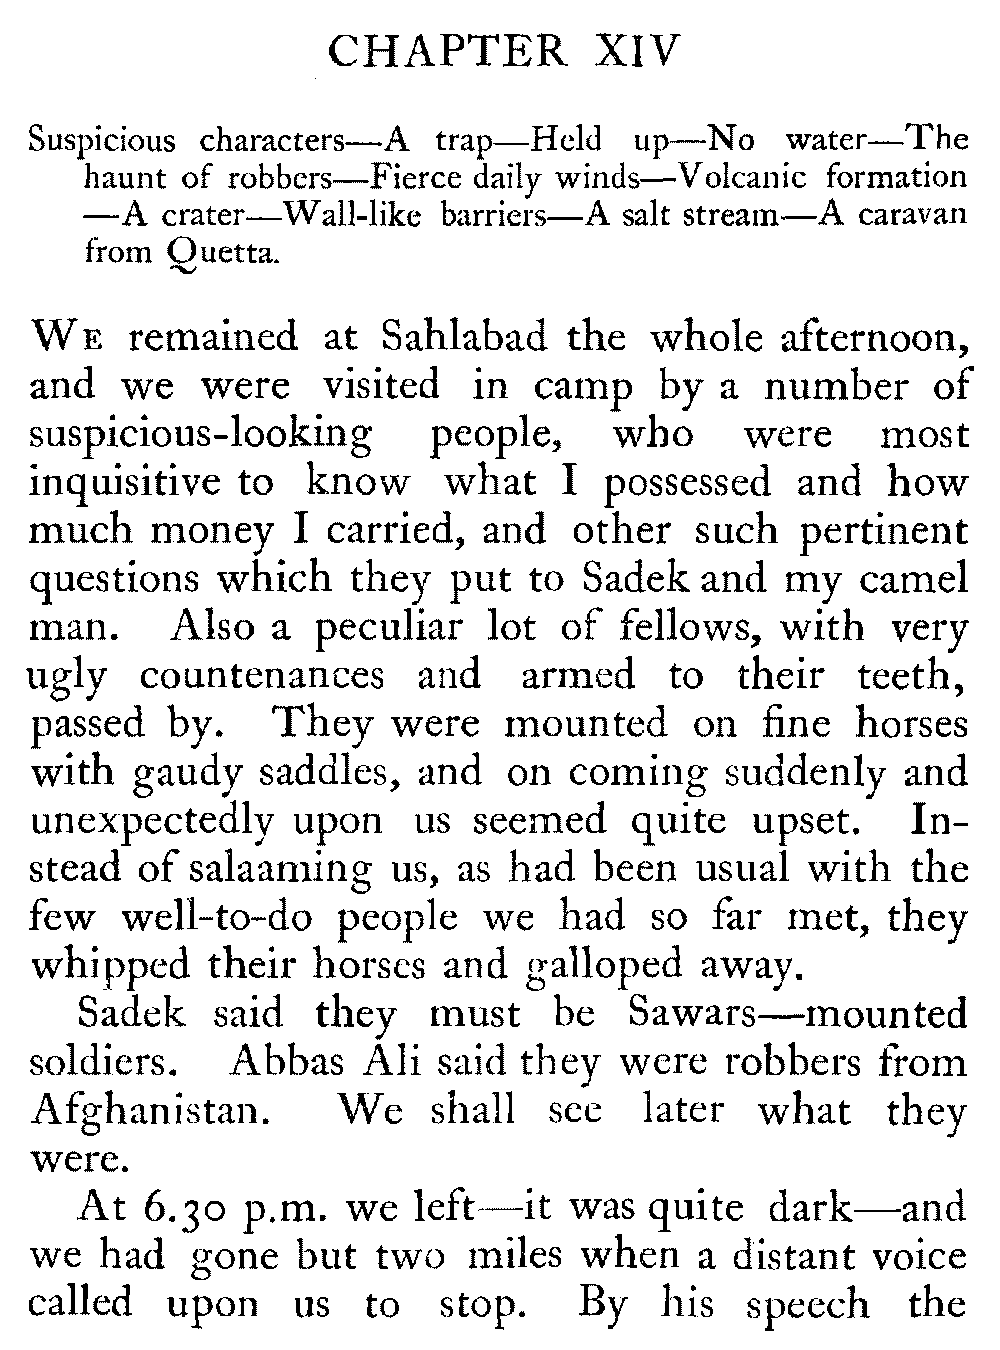 CHAPTER XIV
Suspicious characters—A trap—Held up—No water—The
haunt of robbers—Fierce daily winds—Volcanic formation
—A crater—Wall-like barriers—A salt stream—A caravan
from Quetta.
WE remained at Sahlabad the whole afternoon,
and we were visited in camp by a number of
suspicious-looking people, who were most
inquisitive to know what I possessed and how
much money I carried, and other such pertinent
questions which they put to Sadek and my camel
man. Also a peculiar lot of fellows, with very
ugly countenances and armed to their teeth,
passed by. They were mounted on fine horses
with gaudy saddles, and on coming suddenly and
unexpectedly upon us seemed quite upset. In-
stead of salaaming us, as had been usual with the
few well-to-do people we had so far met, they
whipped their horses and galloped away.
Sadek said they must be Sawars—mounted
soldiers. Abbas Ali said they were robbers from
Afghanistan. We shall see later what they
were.
At 6.30 p.m. we left—it was quite dark—and
we had gone but two miles when a distant voice
called upon us to stop. By his speech the